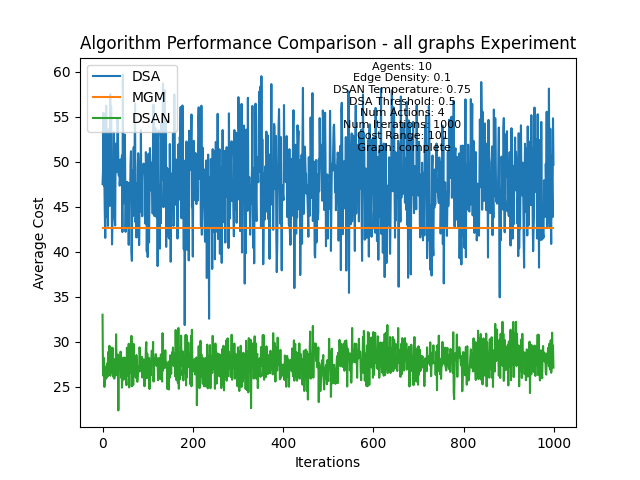 Algorithm Performance Comparison - all graphs Experiment
DSA
MGM
DSAN
Agents: 10
Edge Density: 0.1
DSAN Temperature: 0.75
DSA Threshold: 0.5
Num Actions: 4
Num Iterations: 1000
Cost Range: 101
Graph: complete
60
55
50
45
40
35
30
25
Average Cost
0
200
400
600
800
1000
Iterations